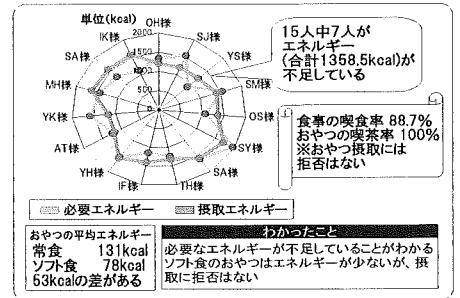 単位(kcal)
OH様
2000
1500
1000
500
0
SJ様
YS様
SM様
OS様
SY様
SA様
TH様
IF様
YH様
AT様
YK様
MH様
SA様
IK様
必要エネルギー 摂取エネルギー
15人中7人が
エネルギー
(合計1358.5kcal)が
不足している
食事の喫食率 88.7%
おやつの喫茶率 100%
※おやつ摂取には
拒否はない
おやつの平均エネルギー
常食 131kcal
ソフト食 78kcal
53kcalの差がある
わかったこと
必要なエネルギーが不足していることがわかる
ソフト食のおやつはエネルギーが少ないが、摂
取に拒否はない